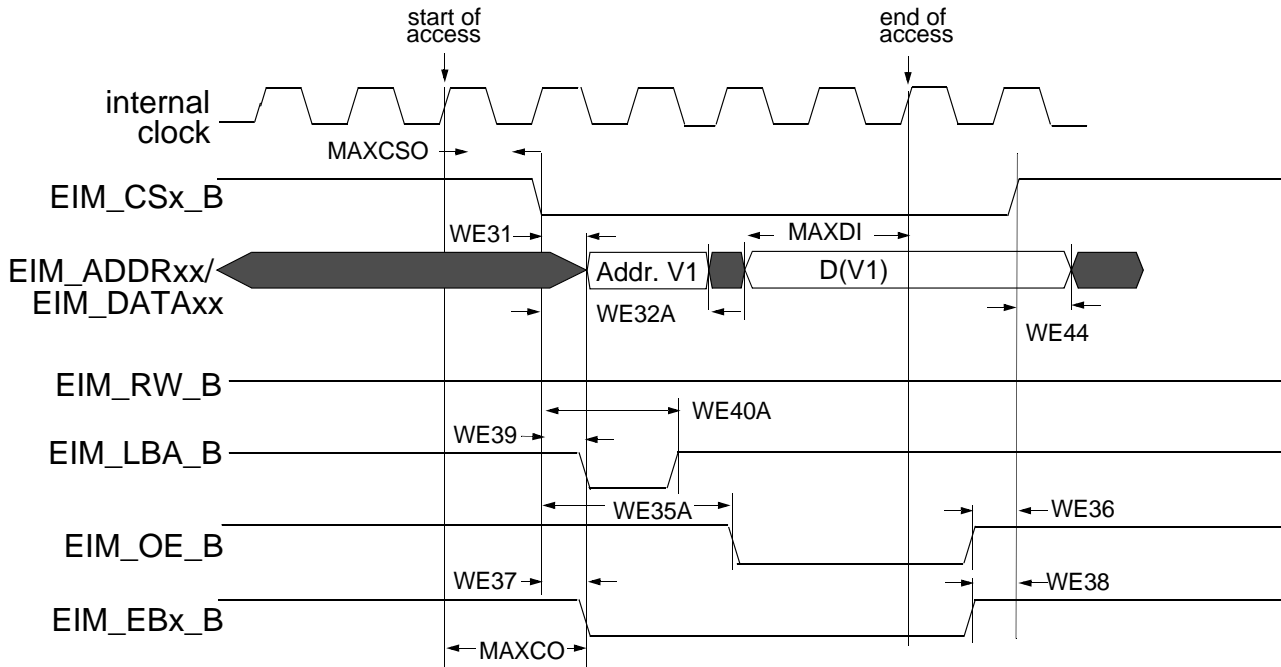 start of
access
end of
access
internal
clock
MAXCSO
EIM_CSx_B
WE31
MAXDI
EIM_ADDRxx/
EIM_DATAxx
Addr. V1
D(V1)
WE32A
WE44
EIM_RW_B
WE40A
WE39
EIM_LBA_B
WE35A
WE36
EIM_OE_B
WE37
WE38
EIM_EBx_B
MAXCO